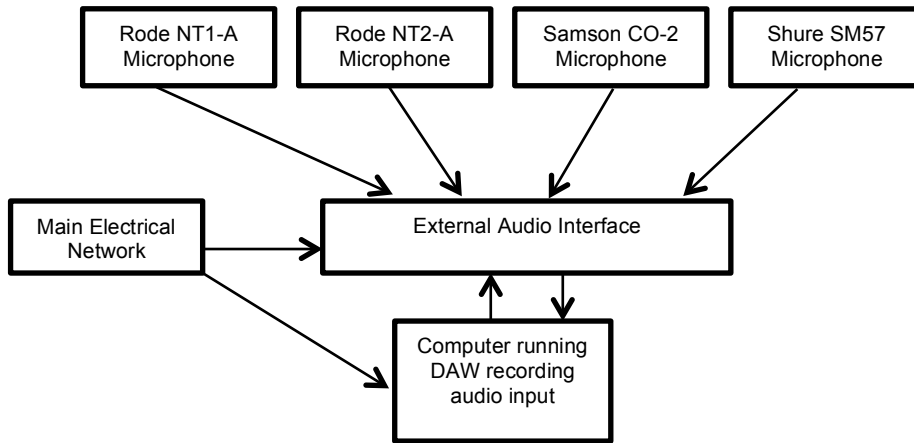 Rode NT1-A
Microphone
Rode NT2-A
Microphone
Samson CO-2
Microphone
Shure SM57
Microphone
Main Electrical
Network
External Audio Interface
Computer running
DAW recording
audio input